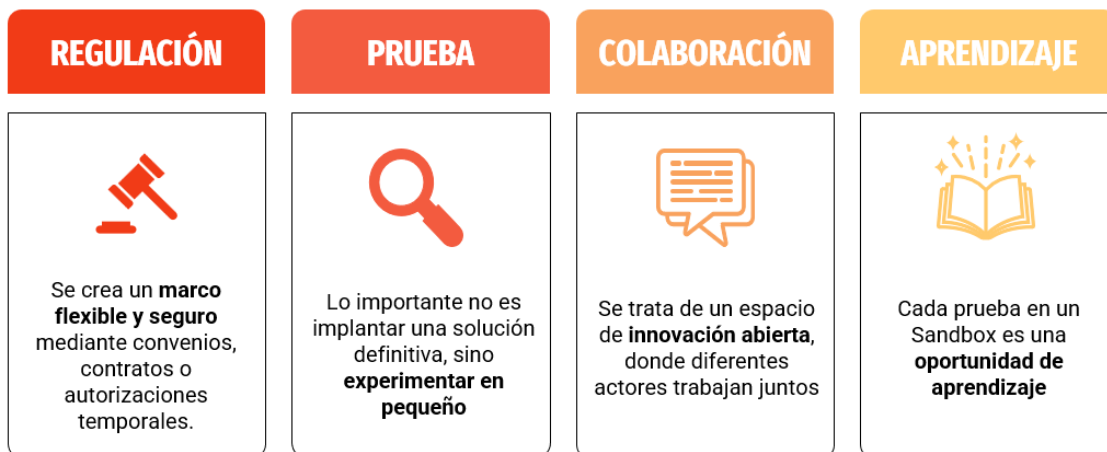 REGULACIÓN
PRUEBA
COLABORACIÓN
APRENDIZAJE
Se crea un marco
flexible y seguro
mediante convenios,
contratos o
autorizaciones
temporales.
Lo importante no es
implantar una solución
definitiva, sino
experimentar en
pequeño
Se trata de un espacio
de innovación abierta,
donde diferentes
actores trabajan juntos
Cada prueba en un
Sandbox es una
oportunidad de
aprendizaje